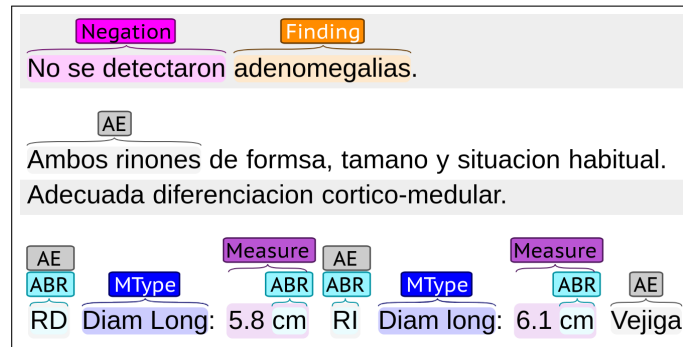 Negation Finding
No se detectaron adenomegalias.
AE
Ambos rinones de formsa, tamano y situacion habitual.
Adecuada diferenciacion cortico-medular.
AE Measure AE Measure
ABR MType ABR ABR MType ABR AE
RD Diam Long: 5.8 cm RI Diam long: 6.1 cm Vejiga